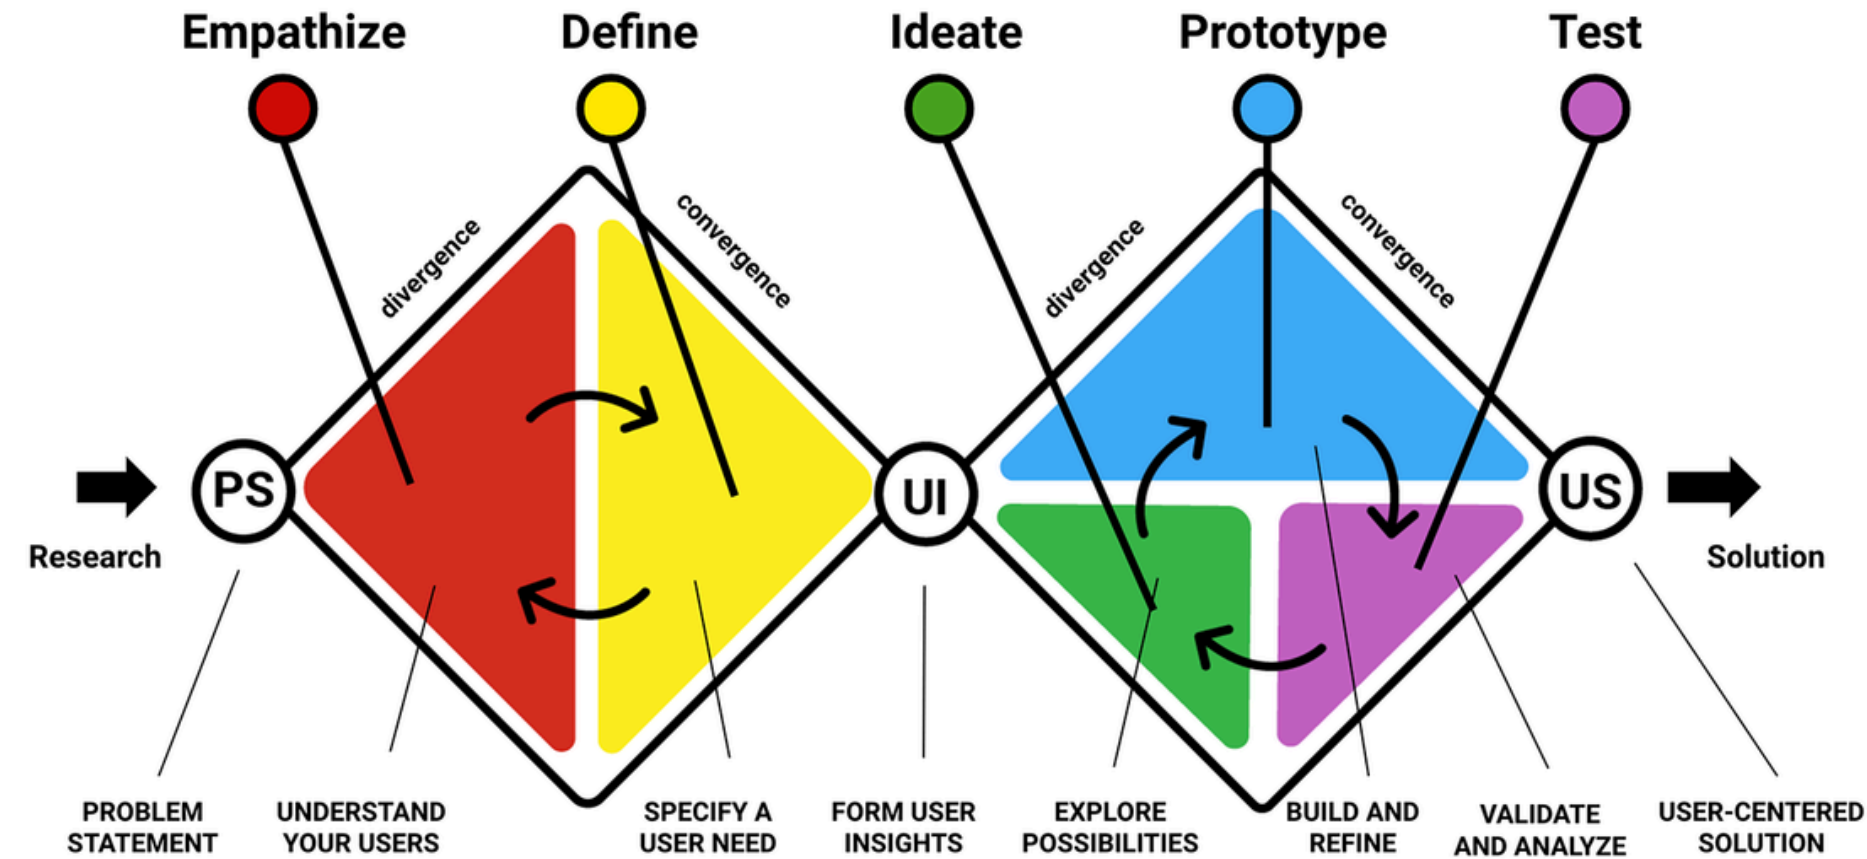 Empathize
Define
Ideate
Prototype
Test
divergence
convergence
divergence
convergence
PS
UI
US
Research
Solution
PROBLEM
STATEMENT
UNDERSTAND
YOUR USERS
SPECIFY A
USER NEED
FORM USER
INSIGHTS
EXPLORE
POSSIBILITIES
BUILD AND
REFINE
VALIDATE
AND ANALYZE
USER-CENTERED
SOLUTION